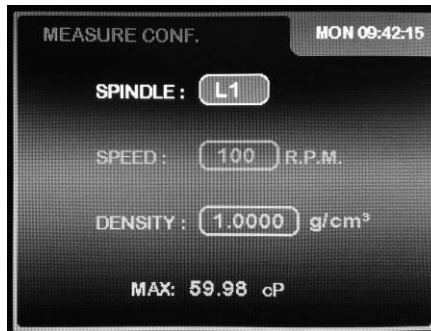 MEASURE CONF.
MON 09:42:15
SPINDLE : L1
SPEED : 100 R.P.M.
DENSITY : 1.0000 g/cm³
MAX: 59.98 cP